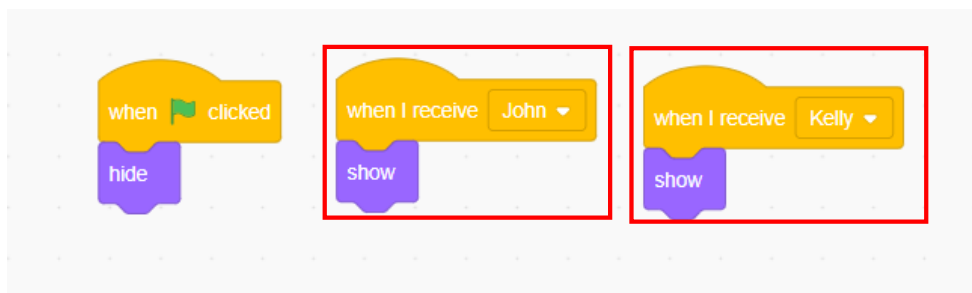 when clicked
hide
when I receive John
show
when I receive Kelly
show